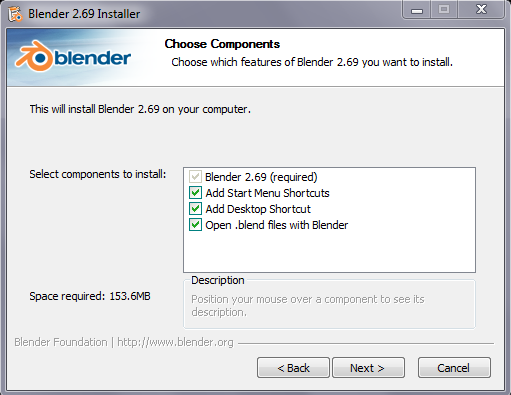 Blender 2.69 Installer
blender
Choose Components
Choose which features of Blender 2.69 you want to install.
This will install Blender 2.69 on your computer.
Select components to install:
Blender 2.69 (required)
Add Start Menu Shortcuts
Add Desktop Shortcut
Open .blend files with Blender
Space required: 153.6MB
Description
Position your mouse over a component to see its
description.
Blender Foundation | http://www.blender.org
< Back
Next >
Cancel